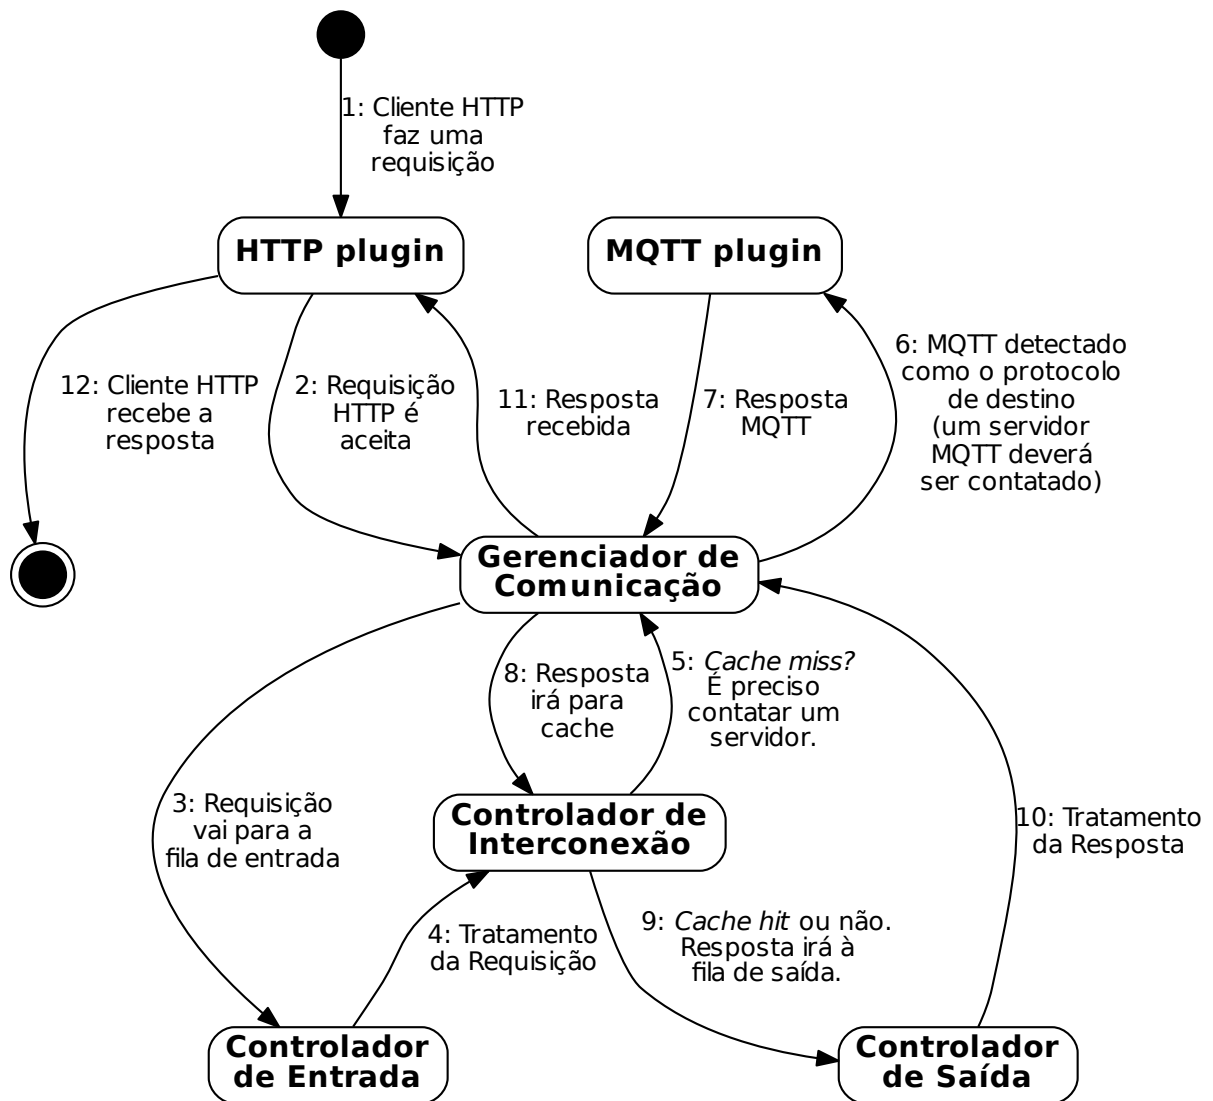 1: Cliente HTTP
faz uma
requisição
HTTP plugin
MQTT plugin
12: Cliente HTTP
recebe a
resposta
2: Requisição
HTTP é
aceita
11: Resposta
recebida
7: Resposta
MQTT
6: MQTT detectado
como o protocolo
de destino
(um servidor
MQTT deverá
ser contatado)
Gerenciador de
Comunicação
8: Resposta
irá para
cache
5: Cache miss?
É preciso
contatar um
servidor.
3: Requisição
vai para a
fila de entrada
Controlador de
Interconexão
10: Tratamento
da Resposta
4: Tratamento
da Requisição
9: Cache hit ou não.
Resposta irá à
fila de saída.
Controlador
de Entrada
Controlador
de Saída